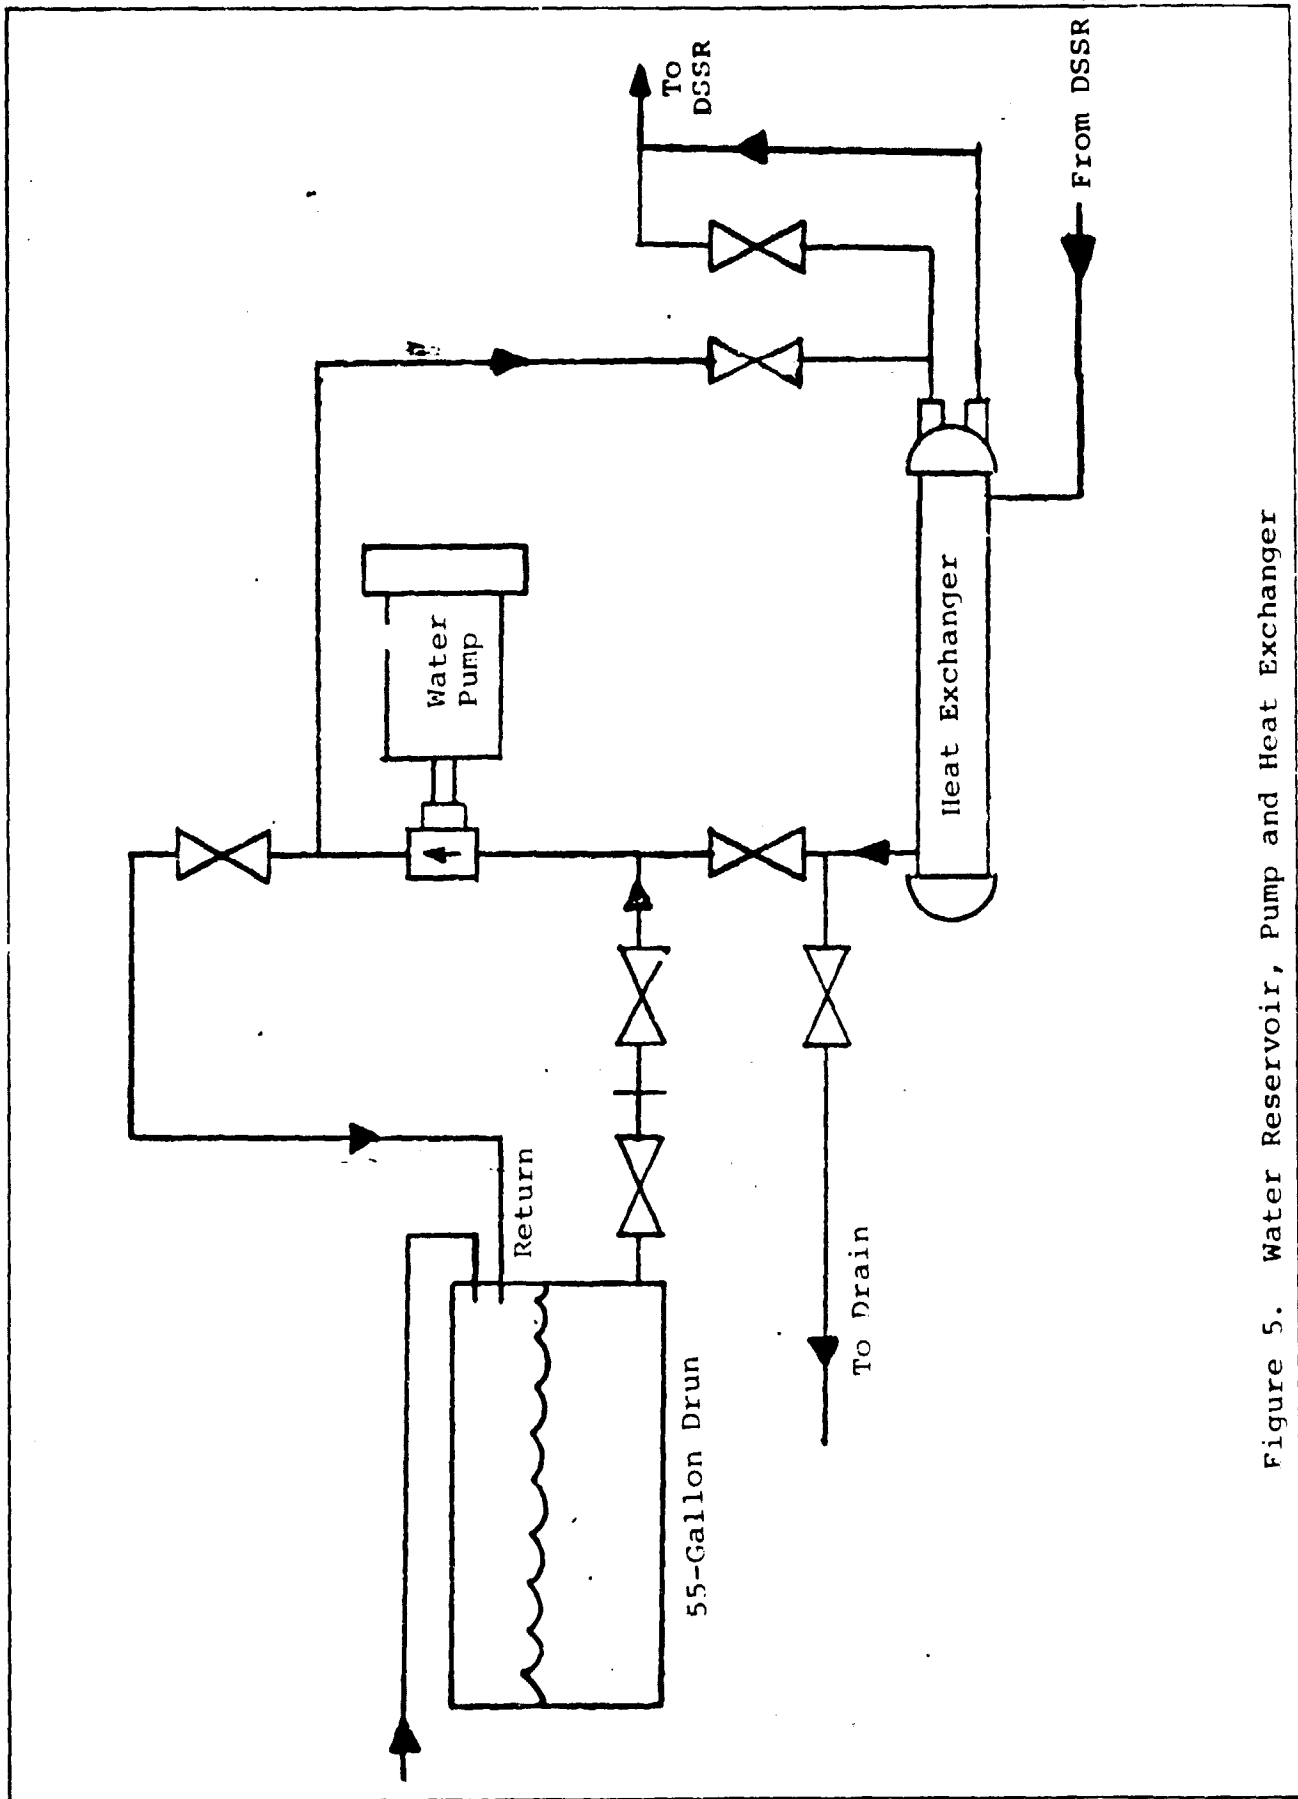 Return
55-Gallon Drun
To Drain
Water
Pump
Heat Exchanger
To
DSSR
From DSSR
Figure 5. Water Reservoir, Pump and Heat Exchanger